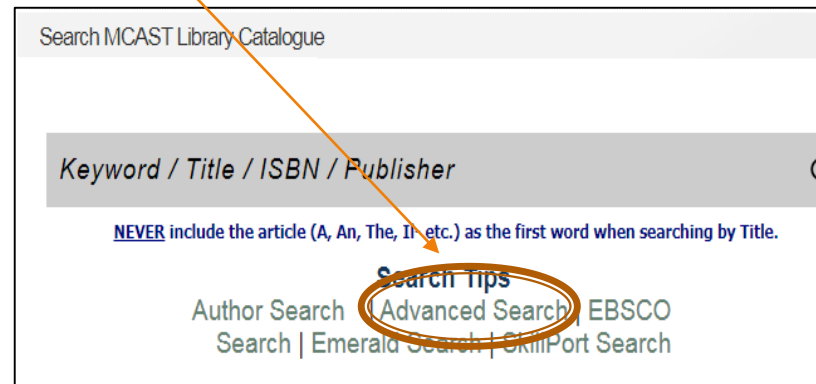 Search MCAST Library Catalogue
Keyword / Title / ISBN / Publisher
NEVER include the article (A, An, The, Il- etc.) as the first word when searching by Title.
Search Tips
Author Search | Advanced Search | EBSCO
Search | Emerald Search | SkillPort Search